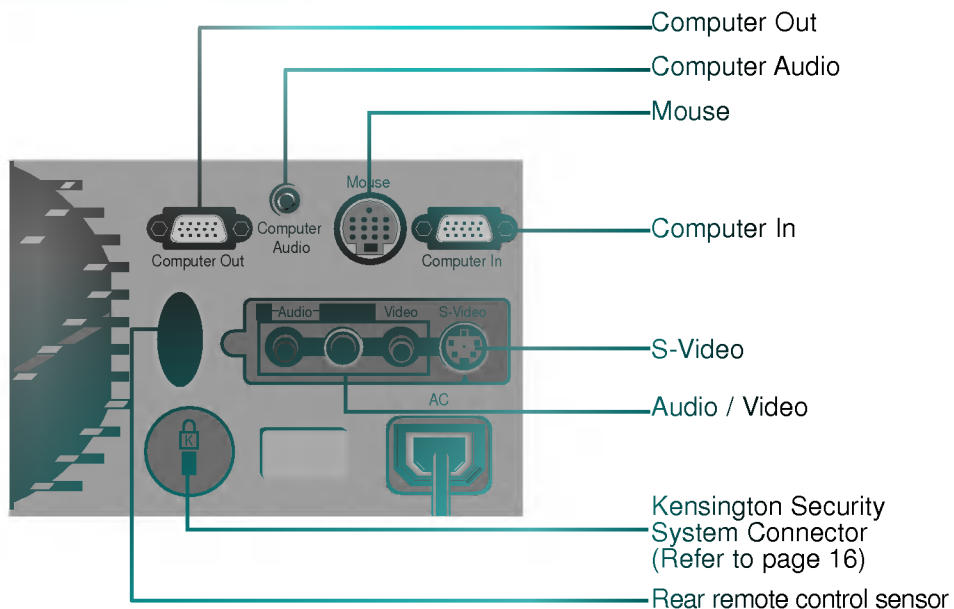 Computer Out
Computer Audio
Mouse
Mouse
Computer
Audio
Computer Out
Computer In
Computer In
Audio
Video
S-Video
S-Video
AC
Audio / Video
K
Kensington Security
System Connector
(Refer to page 16)
Rear remote control sensor